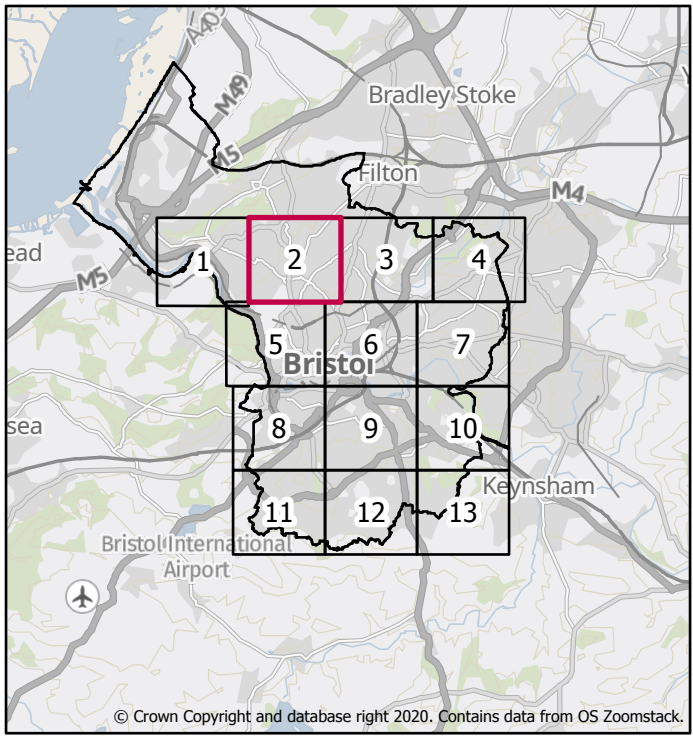 A403
M49
Bradley Stoke
M5
Filton
M4
ead
M5
1
2
3
4
5
6
7
Bristol
8
9
10
sea
Keynsham
11
12
13
Bristol International
Airport
© Crown Copyright and database right 2020. Contains data from OS Zoomstack.